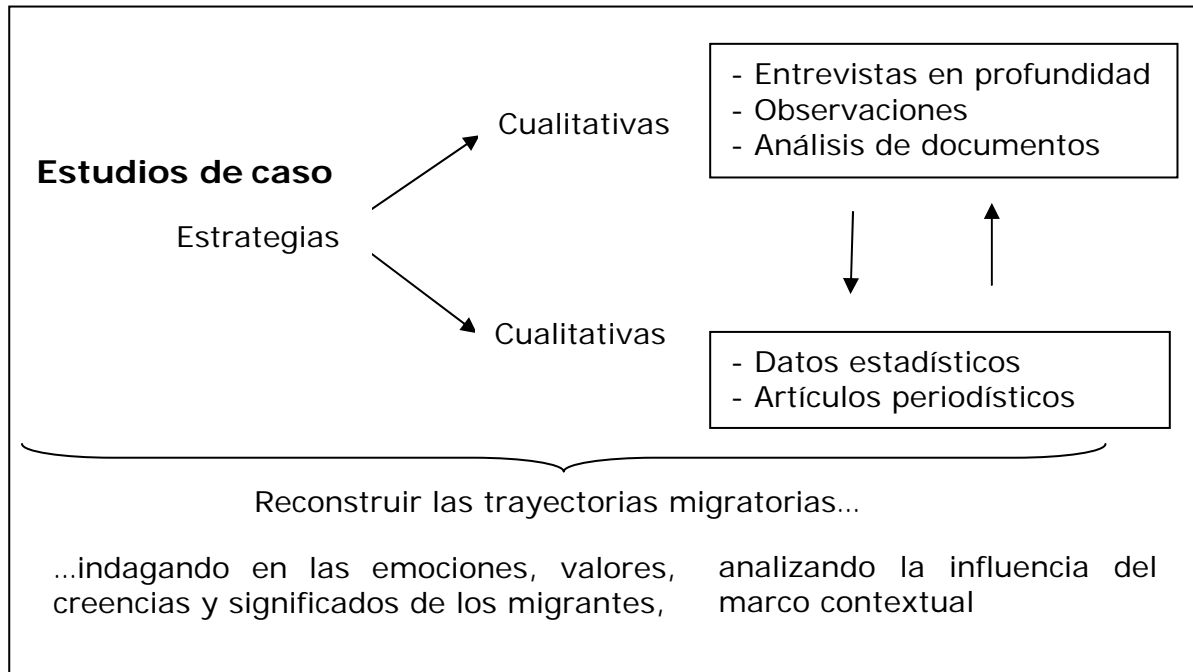 Estudios de caso
Estrategias
Cualitativas
- Entrevistas en profundidad
- Observaciones
- Análisis de documentos
Cualitativas
- Datos estadísticos
- Artículos periodísticos
Reconstruir las trayectorias migratorias...
...indagando en las emociones, valores,
creencias y significados de los migrantes,
analizando la influencia del
marco contextual